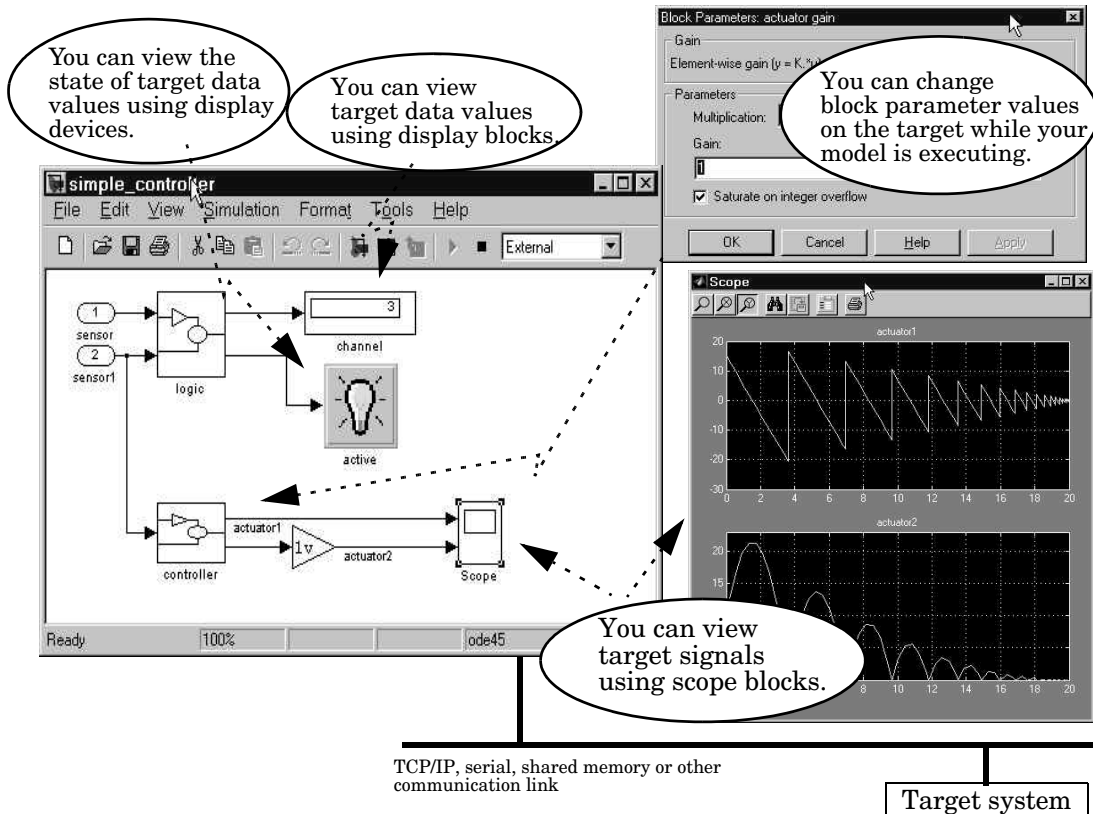 You can view the
state of target data
values using display
devices.
You can view
target data values
using display blocks.
Block Parameters: actuator gain
Gain
Element-wise gain (y = K.*u)
Parameters
Multiplication:
Gain:
1
Saturate on integer overflow
OK Cancel Help Apply
You can change
block parameter values
on the target while your
model is executing.
simple_controller
File Edit View Simulation Format Tools Help
External
1
sensor
2
sensor1
logic
3
channel
active
controller
actuator1
1v
actuator2
Scope
Ready 100% ode45
Scope
actuator1
20
10
0
-10
-20
-30
0 2 4 6 8 10 12 14 16 18 20
actuator2
20
15
8 10 12 14 16 18 20
You can view
target signals
using scope blocks.
TCP/IP, serial, shared memory or other
communication link
Target system